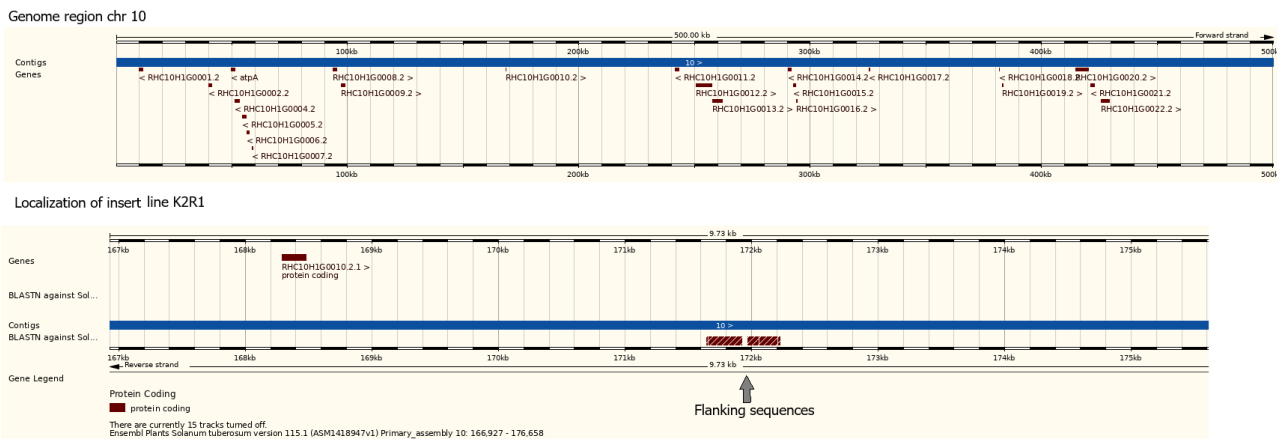 Genome region chr 10
500.00 kb
Forward strand
100kb 200kb 300kb 400kb 500k
Contigs
10 >
Genes
< RHC10H1G0001.2 < atpA RHC10H1G0008.2 > RHC10H1G0010.2 > < RHC10H1G0011.2 < RHC10H1G0014.2 < RHC10H1G0017.2 < RHC10H1G0018.2 RHC10H1G0020.2 >
< RHC10H1G0002.2 RHC10H1G0009.2 > RHC10H1G0012.2 > < RHC10H1G0015.2 RHC10H1G0019.2 > < RHC10H1G0021.2
< RHC10H1G0004.2 RHC10H1G0013.2 > RHC10H1G0016.2 > RHC10H1G0022.2 >
< RHC10H1G0005.2
< RHC10H1G0006.2
< RHC10H1G0007.2
100kb 200kb 300kb 400kb 500k
Localization of insert line K2R1
9.73 kb
167kb 168kb 169kb 170kb 171kb 172kb 173kb 174kb 175kb
Genes
RHC10H1G0010.2.1 >
protein coding
BLASTN against Sol...
Contigs
10 >
BLASTN against Sol...
167kb 168kb 169kb 170kb 171kb 172kb 173kb 174kb 175kb
Reverse strand
9.73 kb
Gene Legend
Protein Coding
protein coding
Flanking sequences
There are currently 15 tracks turned off.
Ensembl Plants Solanum tuberosum version 115.1 (ASM1418947v1) Primary_assembly 10: 166,927 - 176,658